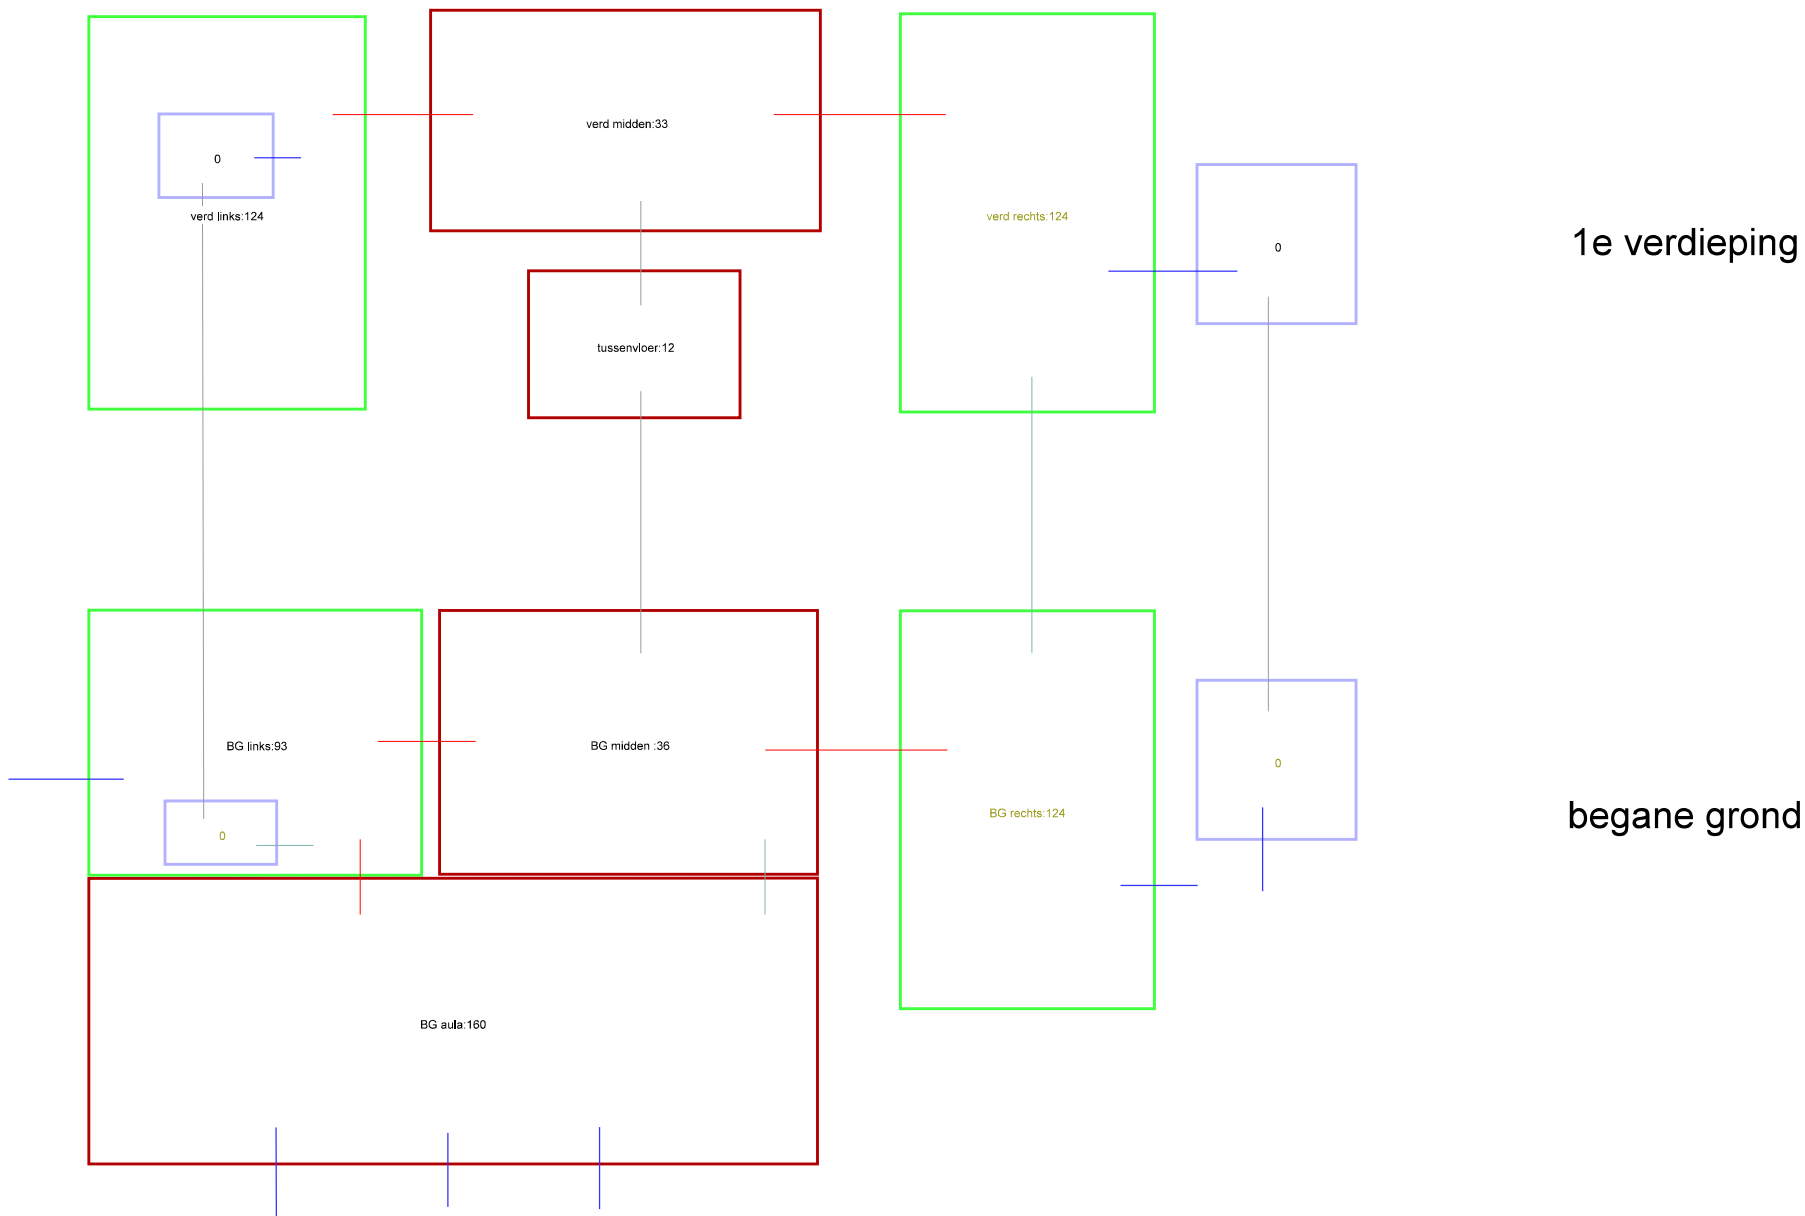 verd midden:33
0
verd links:124
verd rechts:124
0
1e verdieping
tussenvloer:12
BG links:93
BG midden :36
0
0
BG rechts:124
begane grond
BG aula:160